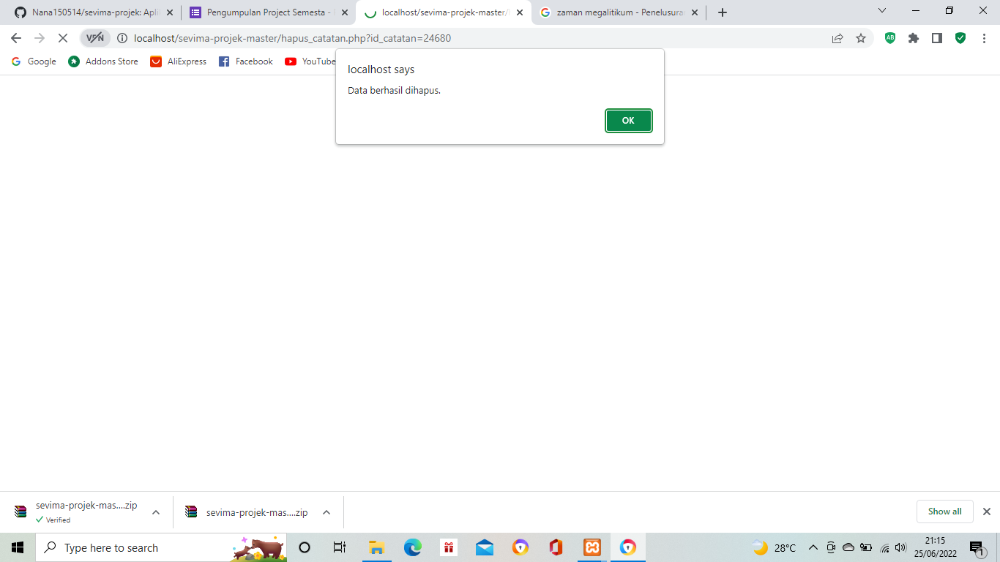 Nana150514/sevima-projek: Apli
Pengumpulan Project Semesta -
localhost/sevima-projek-master/
zaman megalitikum - Penelusura
VPN
localhost/sevima-projek-master/hapus_catatan.php?id_catatan=24680
Google
Addons Store
AliExpress
Facebook
YouTube
localhost says
Data berhasil dihapus.
OK
sevima-projek-mas....zip
Verified
sevima-projek-mas....zip
Show all
Type here to search
28°C
21:15
25/06/2022
1